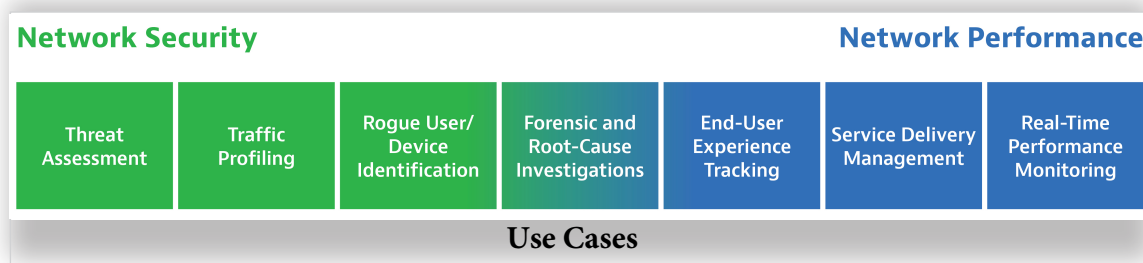 Network Security
Network Performance
Threat
Assessment
Traffic
Profiling
Rogue User/
Device
Identification
Forensic and
Root-Cause
Investigations
End-User
Experience
Tracking
Service Delivery
Management
Real-Time
Performance
Monitoring
Use Cases